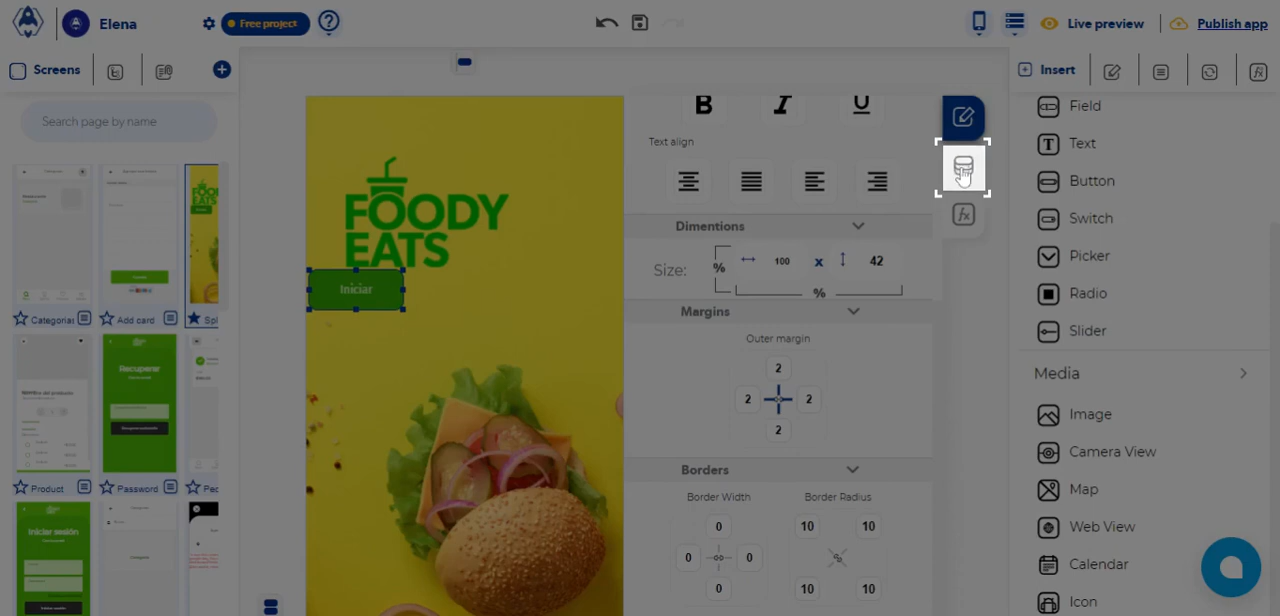 Elena
Free project
Live preview
Publish app
Screens
Insert
Search page by name
Categorias
Add card
Spl
Product
Password
Recuperar
Iniciar sesión
FOODY
EATS
Iniciar
B I U
Text align
Dimentions
Size:
% 100 x 42
%
Margins
Outer margin
2
2 2
2
Borders
Border Width
Border Radius
0 10 10
0 0
0 10 10
Field
Text
Button
Switch
Picker
Radio
Slider
Media
Image
Camera View
Map
Web View
Calendar
Icon